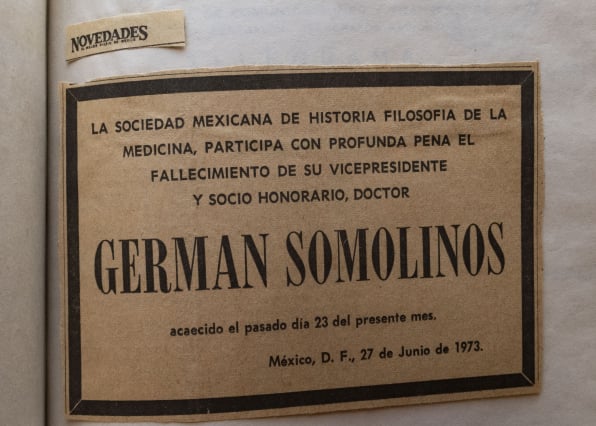 NOVEDADES
LA SOCIEDAD MEXICANA DE HISTORIA FILOSOFIA DE LA
MEDICINA, PARTICIPA CON PROFUNDA PENA EL
FALLECIMIENTO DE SU VICEPRESIDENTE
Y SOCIO HONORARIO, DOCTOR
GERMAN SOMOLINOS
acaecido el pasado día 23 del presente mes.
México, D. F., 27 de Junio de 1973.